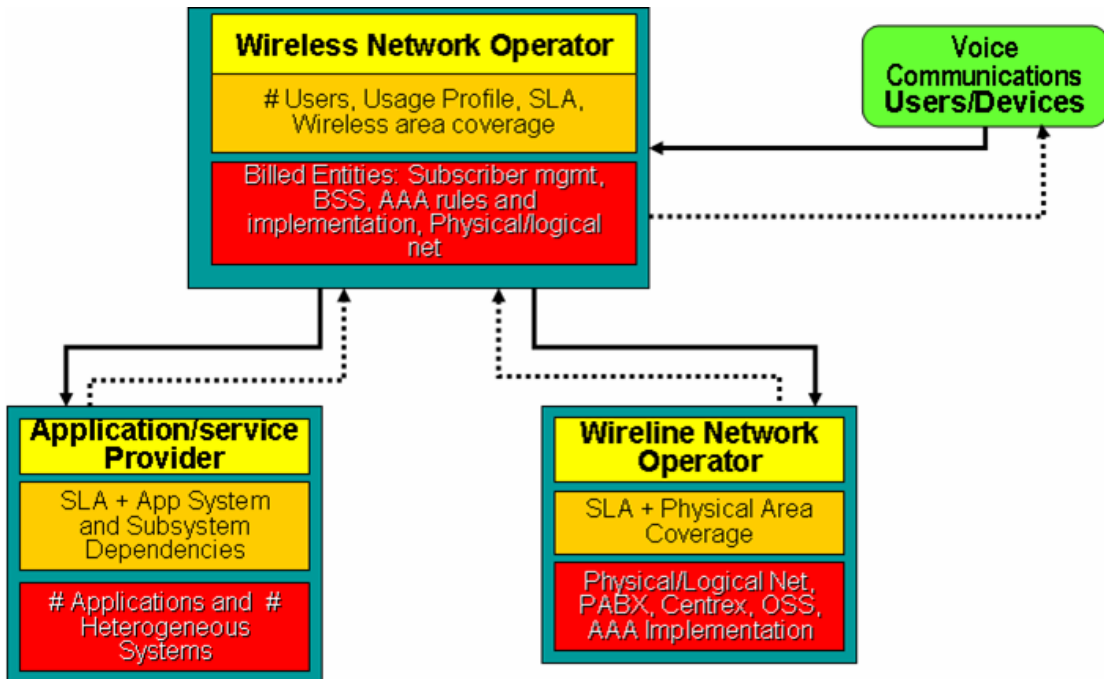 Wireless Network Operator
# Users, Usage Profile, SLA,
Wireless area coverage
Billed Entities: Subscriber mgmt,
BSS, AAA rules and
implementation, Physical/logical
net
Voice
Communications
Users/Devices
Application/service
Provider
SLA + App System
and Subsystem
Dependencies
# Applications and #
Heterogeneous
Systems
Wireline Network
Operator
SLA + Physical Area
Coverage
Physical/Logical Net,
PABX, Centrex, OSS,
AAA Implementation